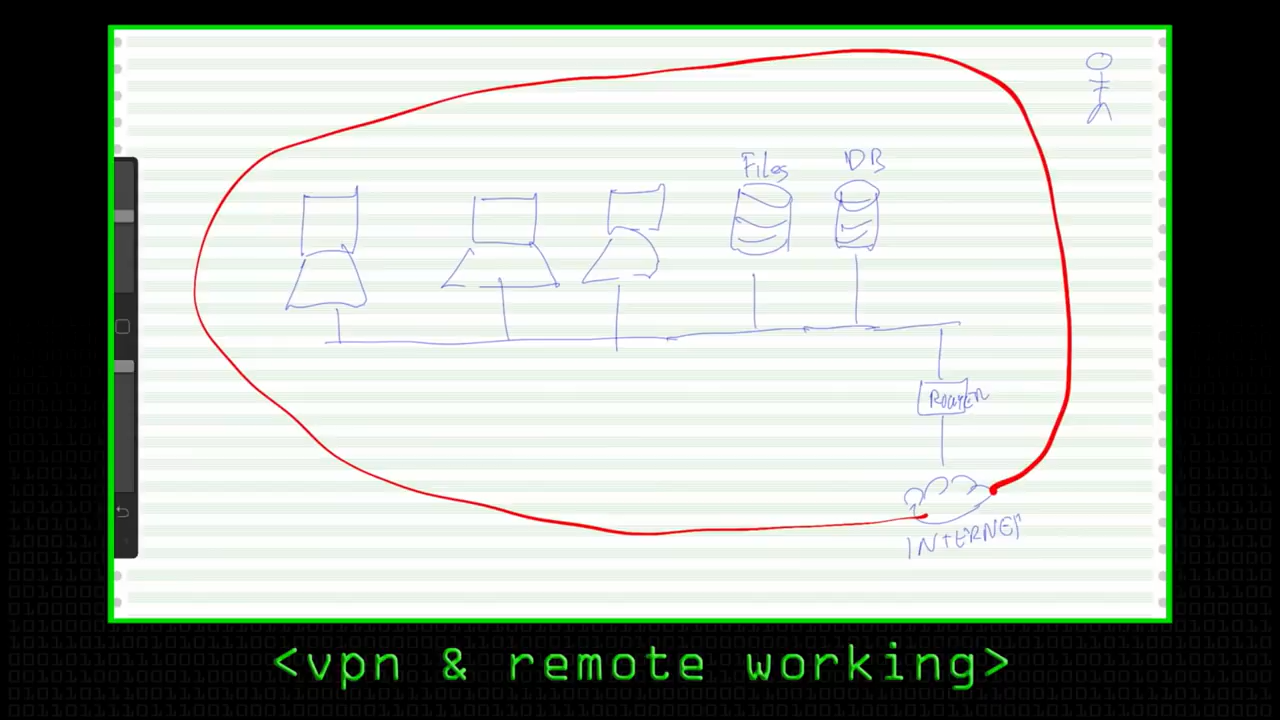 Files
DB
ROUTER
INTERNET
<vpn & remote working>